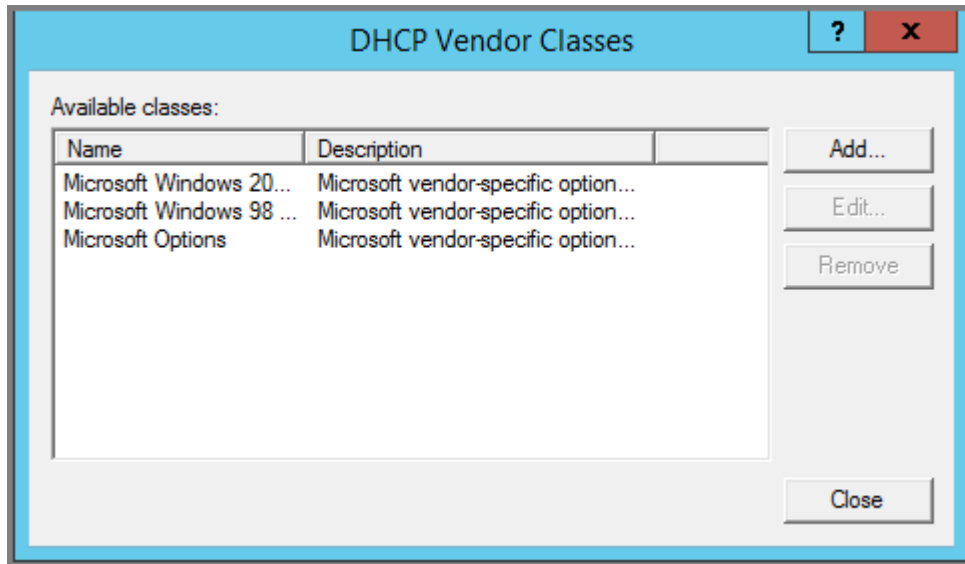 DHCP Vendor Classes
? x
Available classes:
Name Description
Microsoft Windows 20... Microsoft vendor-specific option...
Microsoft Windows 98 ... Microsoft vendor-specific option...
Microsoft Options Microsoft vendor-specific option...
Add...
Edit...
Remove
Close